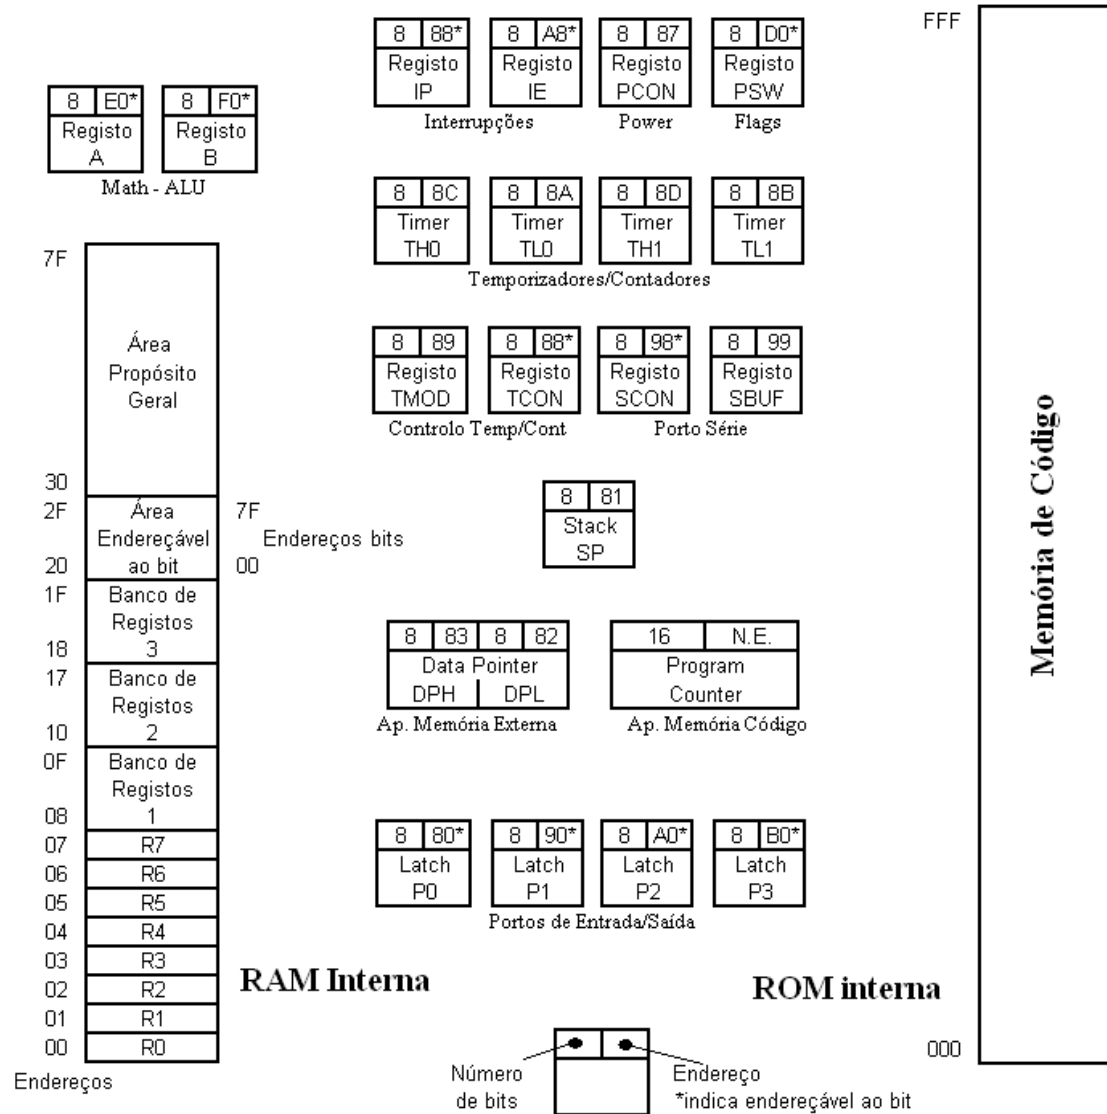 FFF
8 88*
Registo
IP
8 A8*
Registo
IE
Interrupções
8 87
Registo
PCON
Power
8 D0*
Registo
PSW
Flags
8 E0*
Registo
A
8 F0*
Registo
B
Math - ALU
8 8C
Timer
TH0
8 8A
Timer
TL0
8 8D
Timer
TH1
8 8B
Timer
TL1
Temporizadores/Contadores
8 89
Registo
TMOD
8 88*
Registo
TCON
Controlo Temp/Cont
8 98*
Registo
SCON
8 99
Registo
SBUF
Porto Série
8 81
Stack
SP
8 83 8 82
Data Pointer
DPH DPL
Ap. Memória Externa
16 N.E.
Program
Counter
Ap. Memória Código
8 80*
Latch
P0
8 90*
Latch
P1
8 A0*
Latch
P2
8 B0*
Latch
P3
Portos de Entrada/Saída
7F
Área
Propósito
Geral
30
2F
Área
Endereçável
ao bit
20
7F
Endereços bits
00
1F
Banco de
Registos
3
18
17
Banco de
Registos
2
10
0F
Banco de
Registos
1
08
07 R7
06 R6
05 R5
04 R4
03 R3
02 R2
01 R1
00 R0
Endereços
RAM Interna
ROM interna
000
Memória de Código
Número
de bits
Endereço
*indica endereçável ao bit